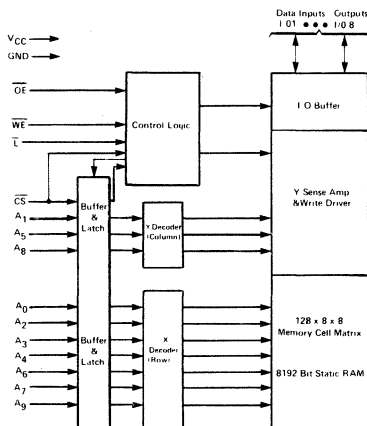 Data Inputs Outputs
I O1 ●●● I/O 8
VCC
GND
OE
WE
L
CS
A1
A5
A8
A0
A2
A3
A4
A6
A7
A9
Control Logic
Buffer
&
Latch
Y Decoder
(Column)
Buffer
&
Latch
X
Decoder
(Row)
I O Buffer
Y Sense Amp
&Write Driver
128 x 8 x 8
Memory Cell Matrix
8192 Bit Static RAM